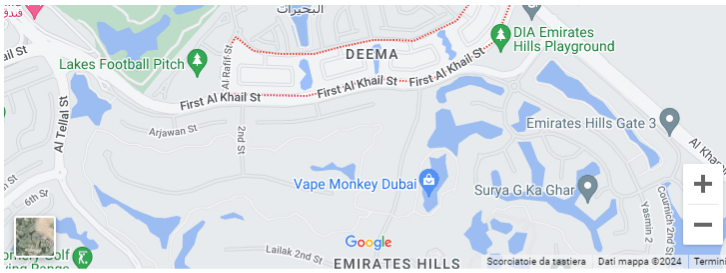 البحيرات
DIA Emirates
Hills Playground
DEEMA
Lakes Football Pitch
Al Rafif St
First Al Khail St
First Al Khail St
First Al Khail St
Arjawan St
2nd St
Al Tellal St
Emirates Hills Gate 3
Vape Monkey Dubai
Surya G Ka Ghar
6th St
Yasmin 2
Lailak 2nd St
Google
EMIRATES HILLS
Scorciatoie da tastiera
Dati mappa ©2024
Termini